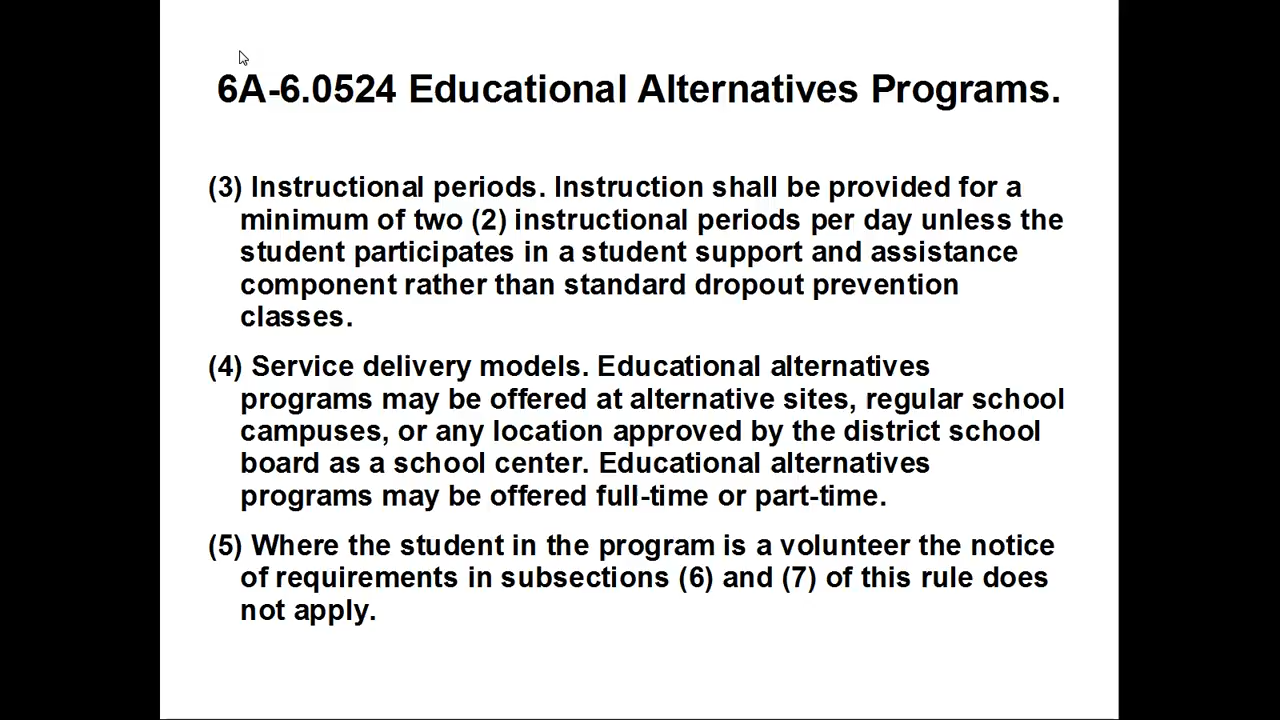 6A-6.0524 Educational Alternatives Programs.
(3) Instructional periods. Instruction shall be provided for a
minimum of two (2) instructional periods per day unless the
student participates in a student support and assistance
component rather than standard dropout prevention
classes.
(4) Service delivery models. Educational alternatives
programs may be offered at alternative sites, regular school
campuses, or any location approved by the district school
board as a school center. Educational alternatives
programs may be offered full-time or part-time.
(5) Where the student in the program is a volunteer the notice
of requirements in subsections (6) and (7) of this rule does
not apply.